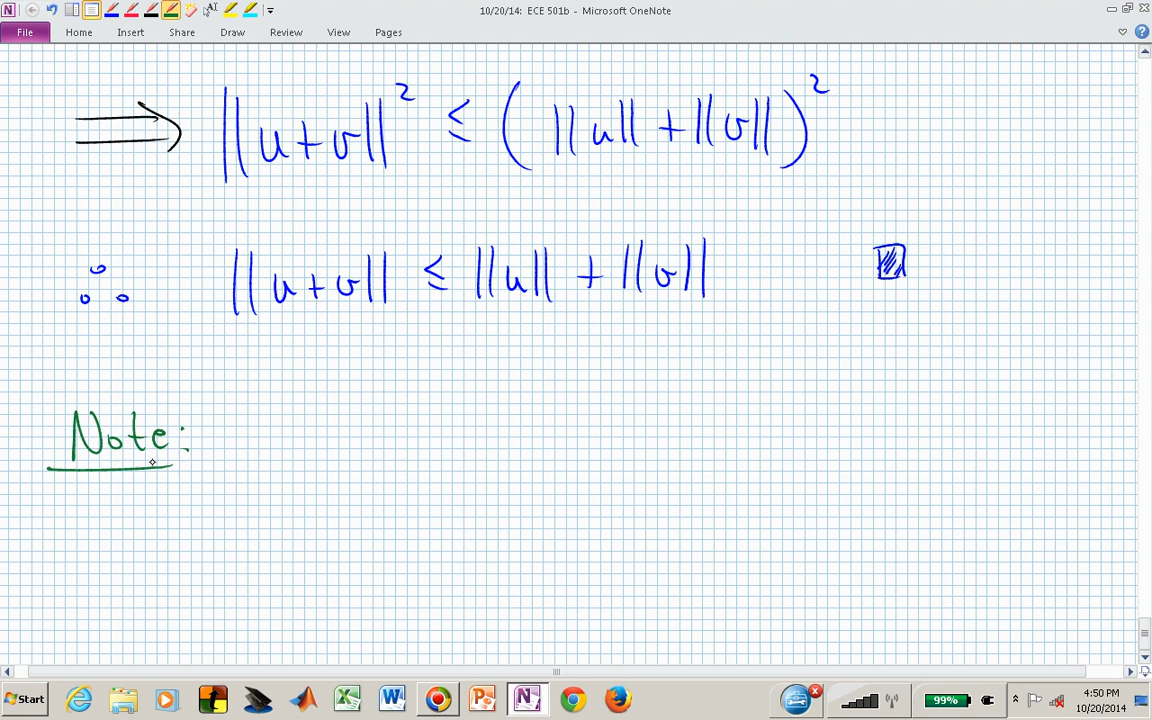 10/20/14: ECE 501b - Microsoft OneNote
File Home Insert Share Draw Review View Pages
⟹ ||u+v||² ≤ (||u|| + ||v||)²
∴ ||u+v|| ≤ ||u|| + ||v||
Note:
Start
99%
4:50 PM
10/20/2014